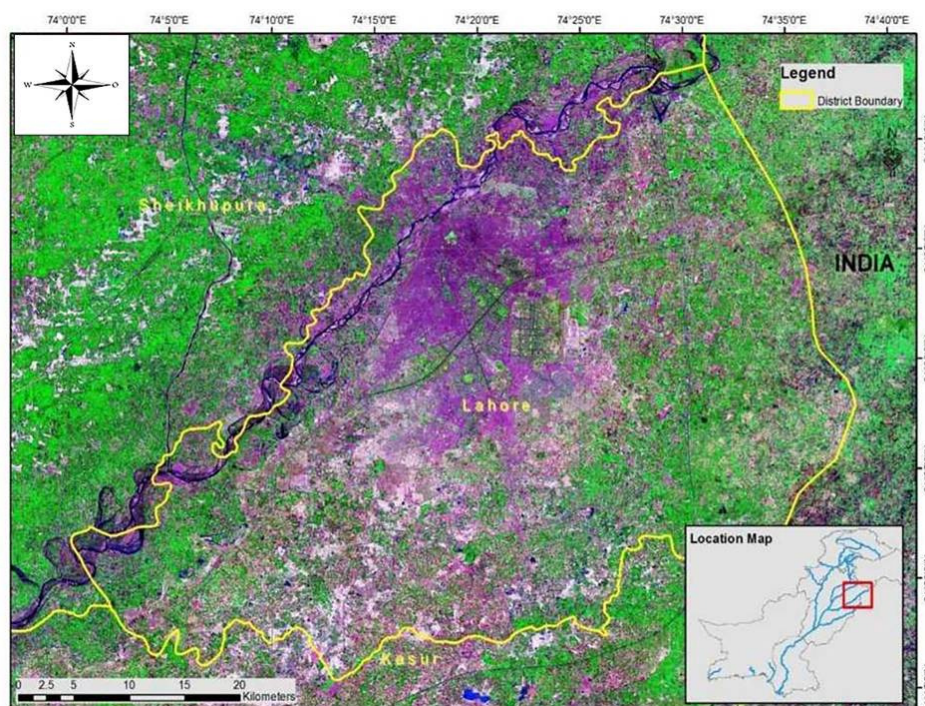 74°0'0"E 74°5'0"E 74°10'0"E 74°15'0"E 74°20'0"E 74°25'0"E 74°30'0"E 74°35'0"E 74°40'0"E
N
W O
S
Legend
District Boundary
N
Sheikhupura
INDIA
Lahore
Location Map
Kasur
0 2.5 5 10 15 20
Kilometers